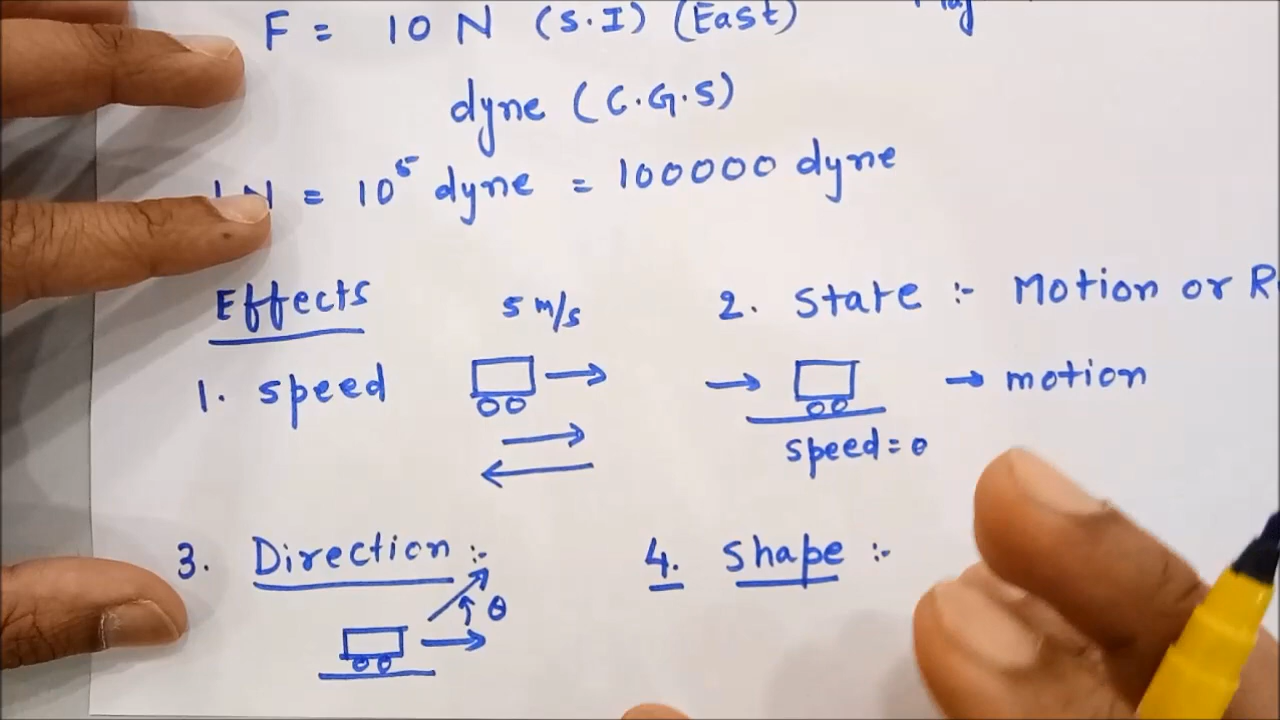 F = 10 N (S.I) (East)
dyne (C.G.S)
= 10⁵ dyne = 100000 dyne
Effects
5 m/s
1. speed
2. State :- Motion or
→ motion
speed = 0
3. Direction :-
θ
4. Shape :-